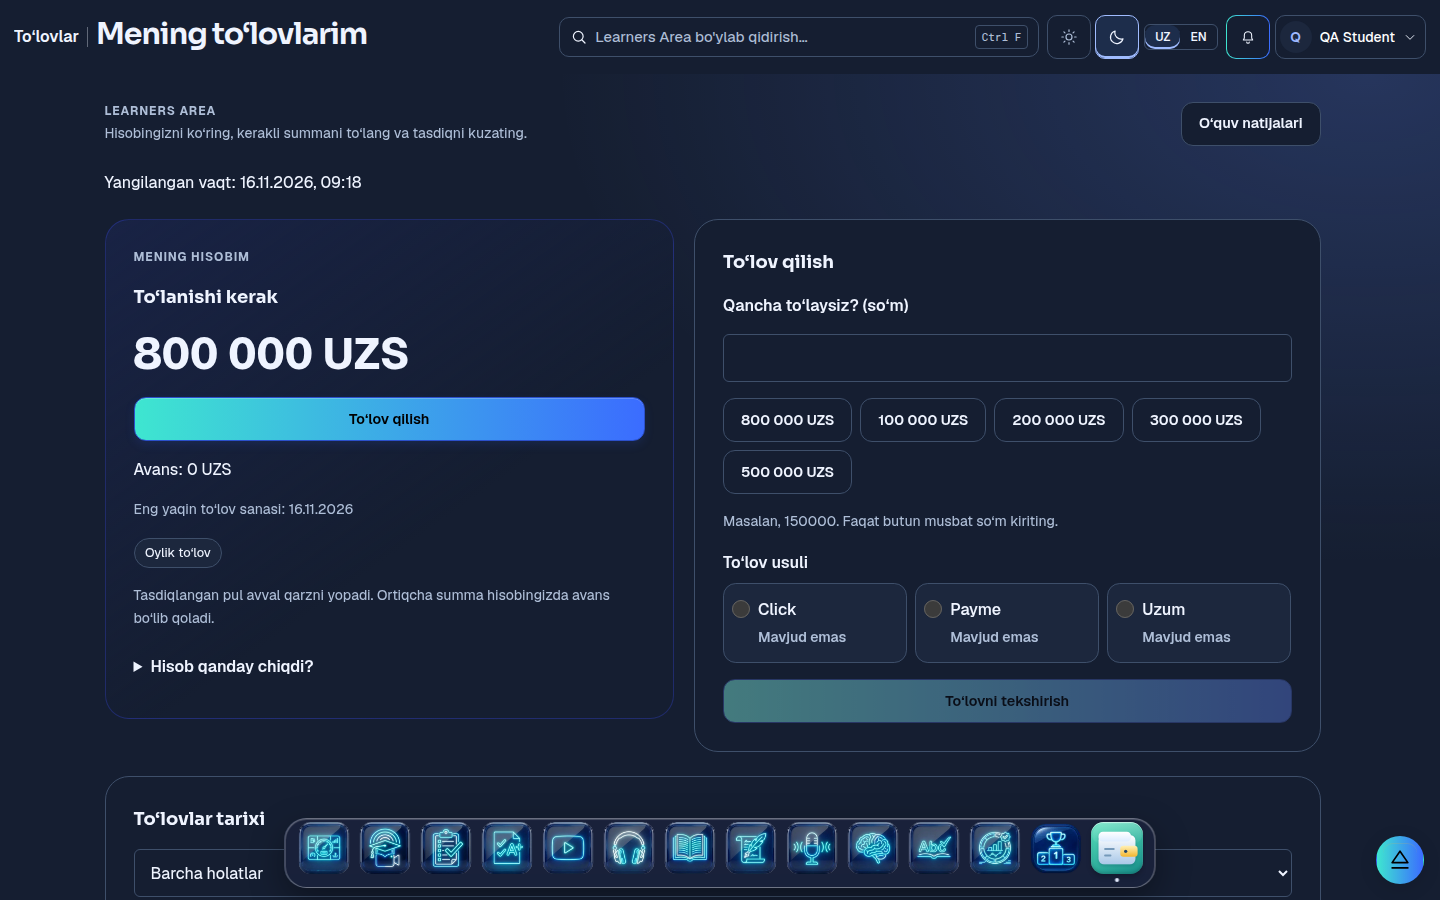 To‘lovlar
Mening to‘lovlarim
Learners Area bo'ylab qidirish...
Ctrl F
UZ
EN
Q
QA Student
LEARNERS AREA
Hisobingizni ko‘ring, kerakli summani to‘lang va tasdiqni kuzating.
O‘quv natijalari
Yangilangan vaqt: 16.11.2026, 09:18
MENING HISOBIM
To‘lanishi kerak
800 000 UZS
To‘lov qilish
Avans: 0 UZS
Eng yaqin to‘lov sanasi: 16.11.2026
Oylik to‘lov
Tasdiqlangan pul avval qarzni yopadi. Ortiqcha summa hisobingizda avans
bo‘lib qoladi.
Hisob qanday chiqdi?
To‘lov qilish
Qancha to‘laysiz? (so‘m)
800 000 UZS
100 000 UZS
200 000 UZS
300 000 UZS
500 000 UZS
Masalan, 150000. Faqat butun musbat so‘m kiriting.
To‘lov usuli
Click
Mavjud emas
Payme
Mavjud emas
Uzum
Mavjud emas
To‘lovni tekshirish
To‘lovlar tarixi
Barcha holatlar
A+
Abc
2 1 3